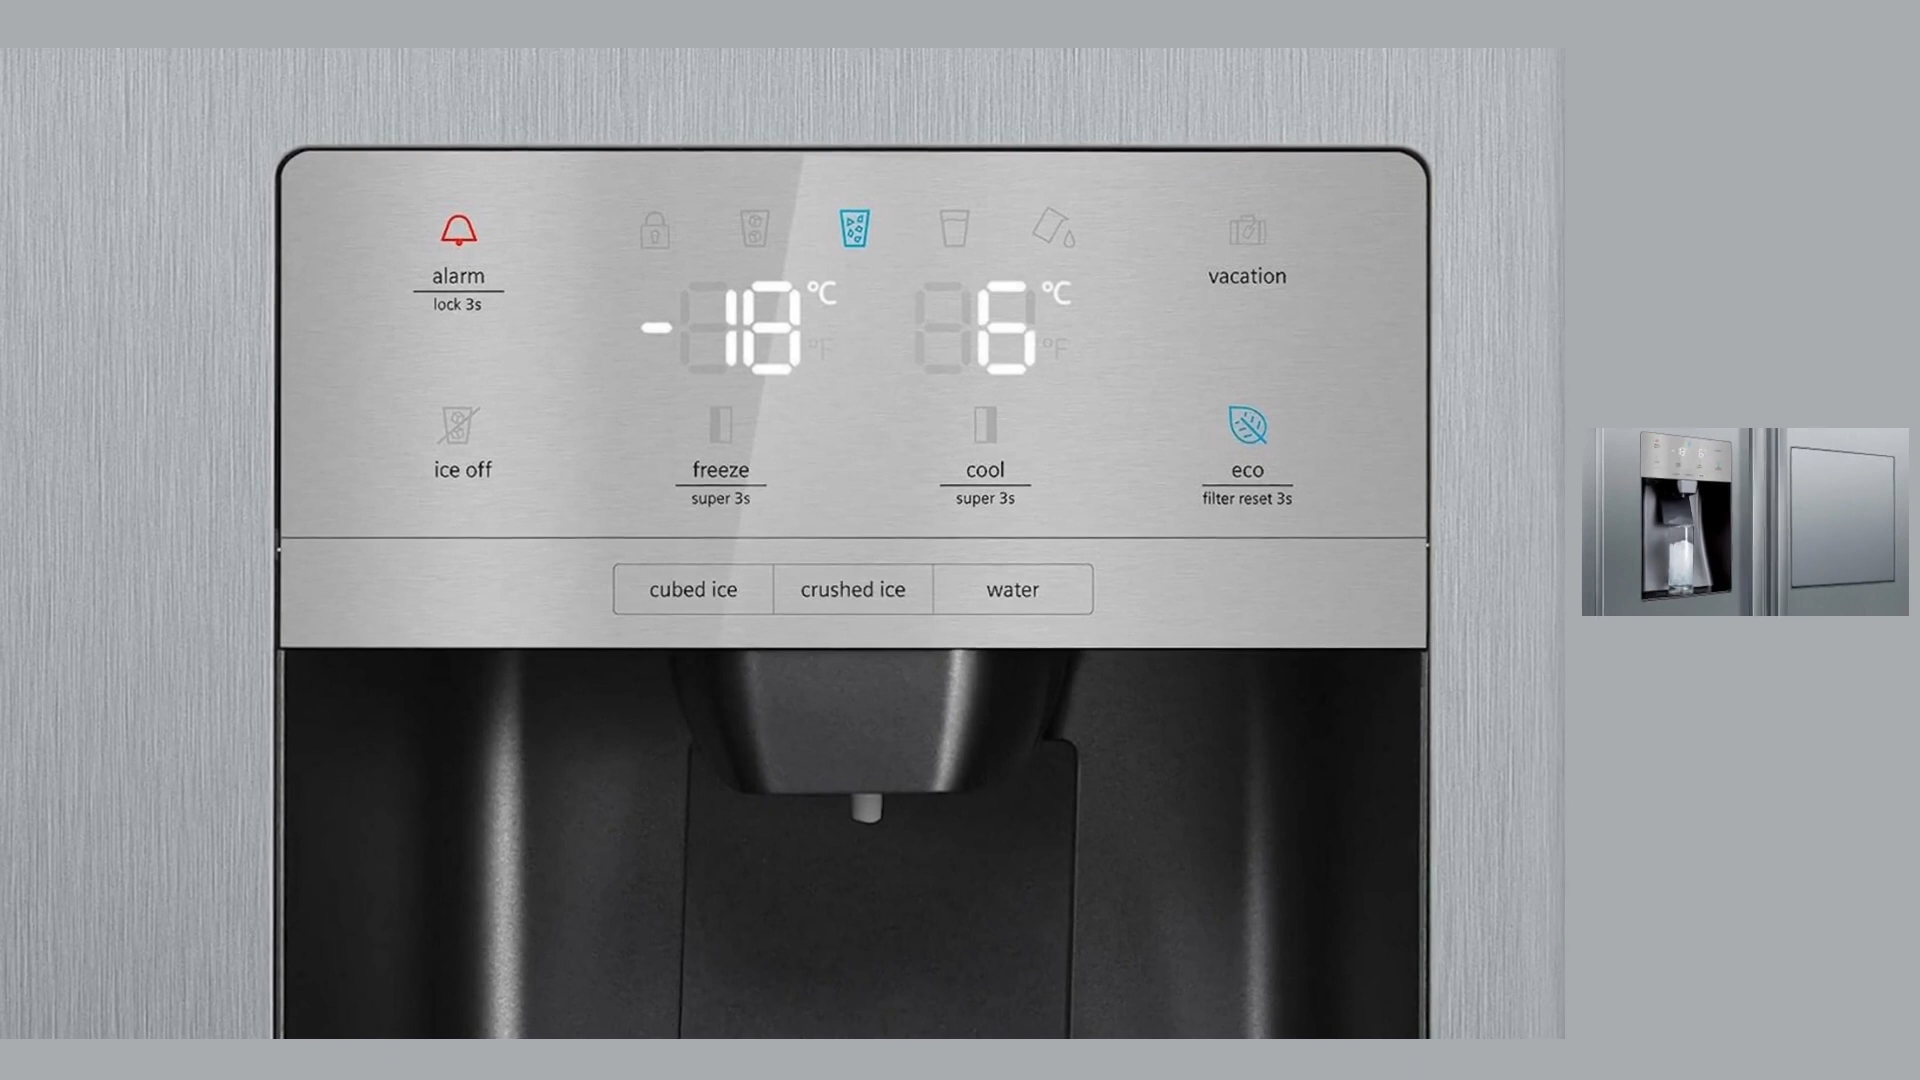 alarm
lock 3s
-18 °C
6 °C
°F
°F
vacation
ice off
freeze
super 3s
cool
super 3s
eco
filter reset 3s
cubed ice
crushed ice
water